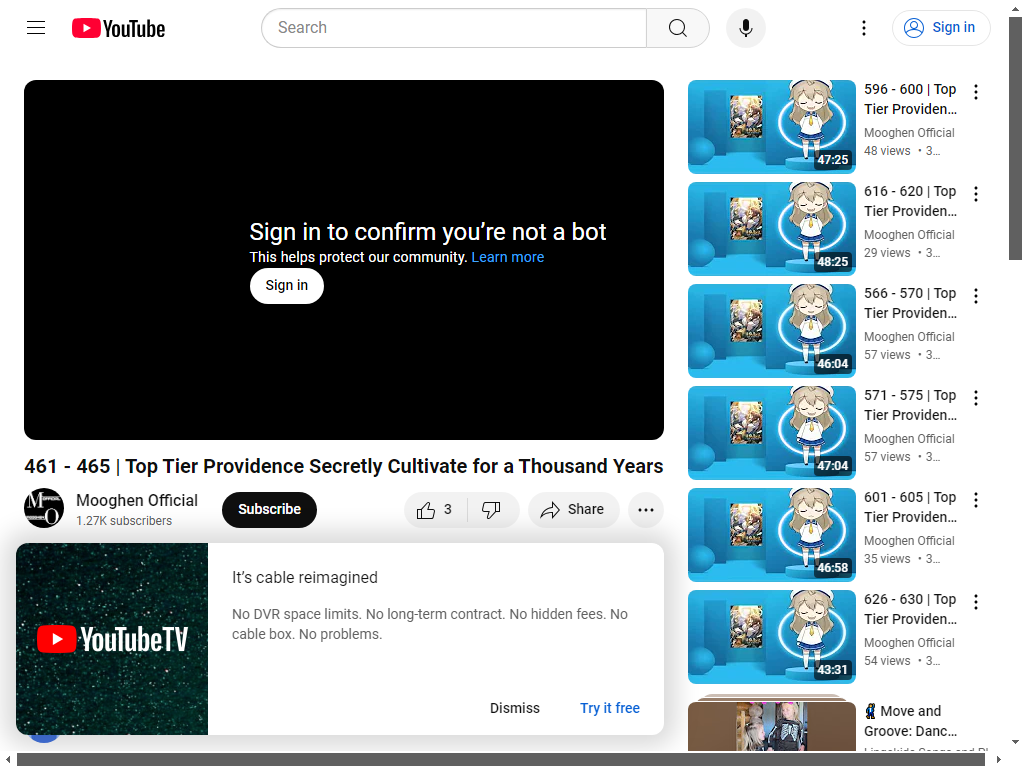 YouTube
Search
Sign in
Sign in to confirm you’re not a bot
This helps protect our community. Learn more
Sign in
461 - 465 | Top Tier Providence Secretly Cultivate for a Thousand Years
Mooghen Official
1.27K subscribers
Subscribe
3
Share
YouTubeTV
It’s cable reimagined
No DVR space limits. No long-term contract. No hidden fees. No
cable box. No problems.
Dismiss
Try it free
47:25
596 - 600 | Top
Tier Providen...
Mooghen Official
48 views • 3...
48:25
616 - 620 | Top
Tier Providen...
Mooghen Official
29 views • 3...
46:04
566 - 570 | Top
Tier Providen...
Mooghen Official
57 views • 3...
47:04
571 - 575 | Top
Tier Providen...
Mooghen Official
57 views • 3...
46:58
601 - 605 | Top
Tier Providen...
Mooghen Official
35 views • 3...
43:31
626 - 630 | Top
Tier Providen...
Mooghen Official
54 views • 3...
Move and
Groove: Danc...